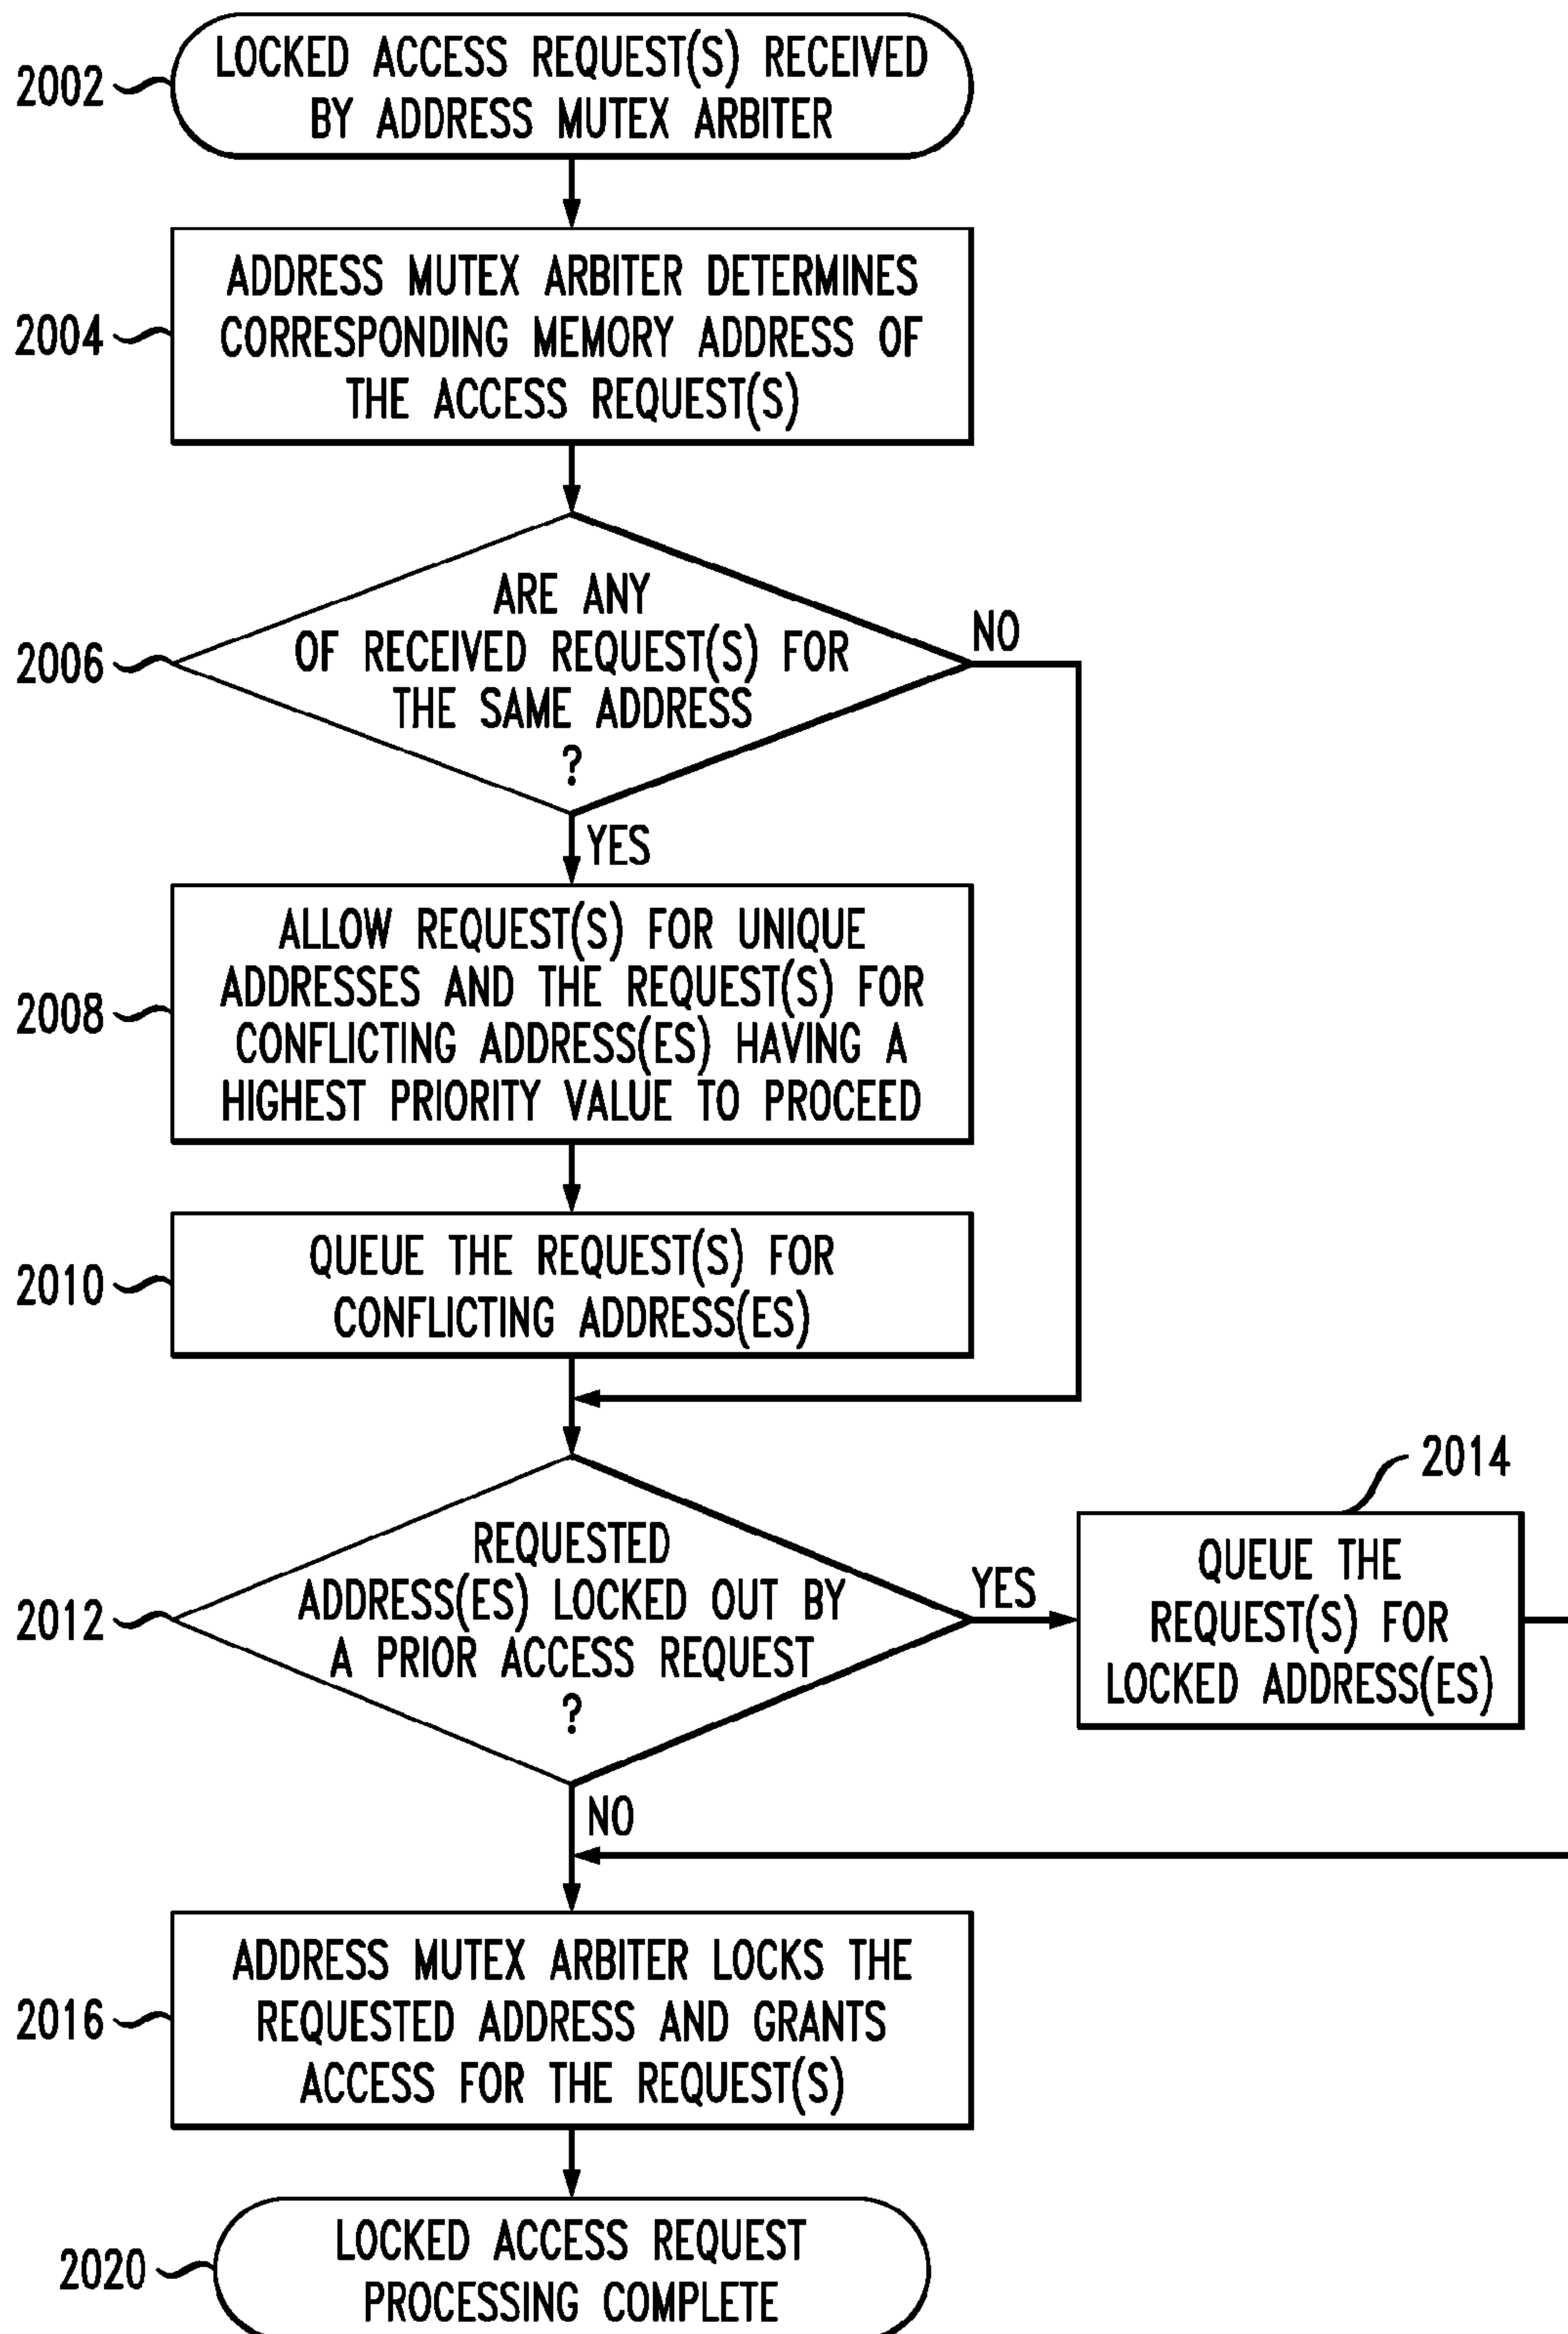 2002
LOCKED ACCESS REQUEST(S) RECEIVED
BY ADDRESS MUTEX ARBITER
2004
ADDRESS MUTEX ARBITER DETERMINES
CORRESPONDING MEMORY ADDRESS OF
THE ACCESS REQUEST(S)
2006
ARE ANY
OF RECEIVED REQUEST(S) FOR
THE SAME ADDRESS
?
NO
YES
2008
ALLOW REQUEST(S) FOR UNIQUE
ADDRESSES AND THE REQUEST(S) FOR
CONFLICTING ADDRESS(ES) HAVING A
HIGHEST PRIORITY VALUE TO PROCEED
2010
QUEUE THE REQUEST(S) FOR
CONFLICTING ADDRESS(ES)
2012
REQUESTED
ADDRESS(ES) LOCKED OUT BY
A PRIOR ACCESS REQUEST
?
YES
2014
QUEUE THE
REQUEST(S) FOR
LOCKED ADDRESS(ES)
NO
2016
ADDRESS MUTEX ARBITER LOCKS THE
REQUESTED ADDRESS AND GRANTS
ACCESS FOR THE REQUEST(S)
2020
LOCKED ACCESS REQUEST
PROCESSING COMPLETE